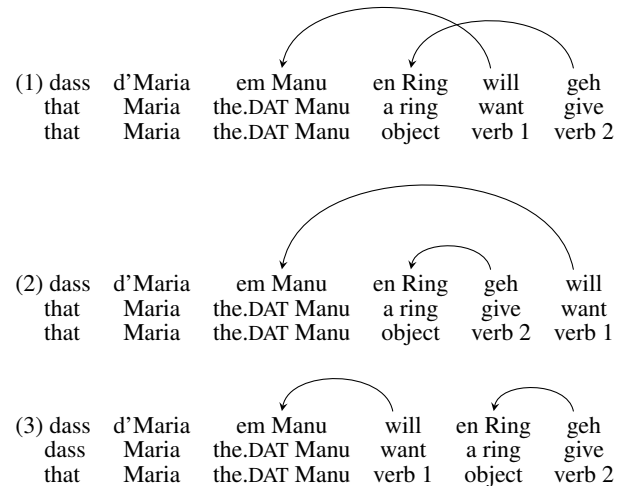 (1) dass d’Maria em Manu en Ring will geh
that Maria the.DAT Manu a ring want give
that Maria the.DAT Manu object verb 1 verb 2
(2) dass d’Maria em Manu en Ring geh will
that Maria the.DAT Manu a ring give want
that Maria the.DAT Manu object verb 2 verb 1
(3) dass d’Maria em Manu will en Ring geh
dass Maria the.DAT Manu want a ring give
that Maria the.DAT Manu verb 1 object verb 2